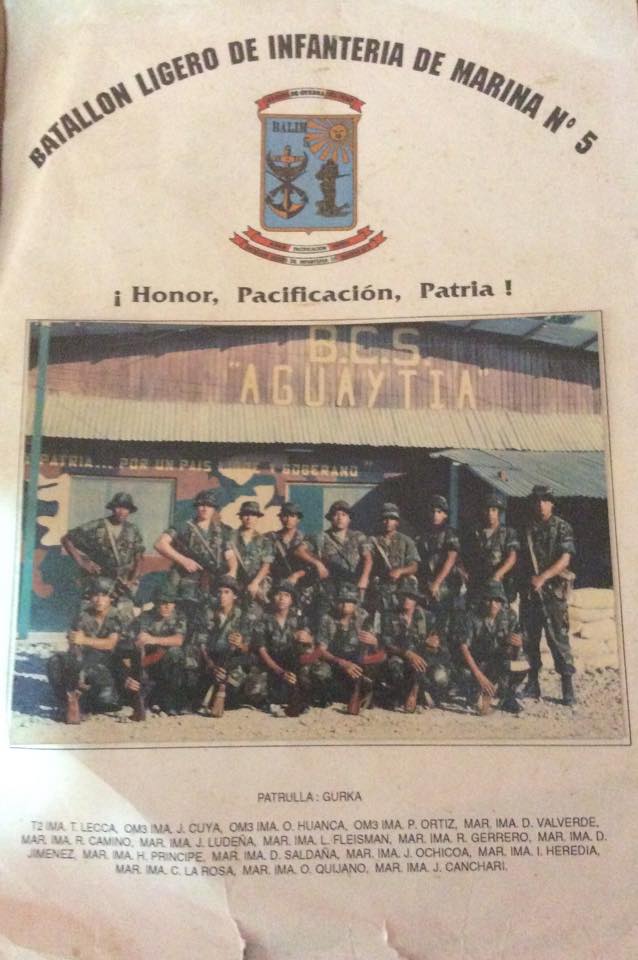 BATALLON LIGERO DE INFANTERIA DE MARINA N° 5
BALIM
5
PACIFICACION
¡ Honor, Pacificación, Patria !
B.C.S.
"AGUAYTIA"
PATRIA... POR UN PAIS Y SOBERANO"
PATRULLA : GURKA
T2 IMA. T. LECCA, OM3 IMA. J. CUYA, OM3 IMA. O. HUANCA, OM3 IMA. P. ORTIZ, MAR. IMA. D. VALVERDE,
MAR. IMA. R. CAMINO, MAR. IMA. J. LUDEÑA, MAR. IMA. L. FLEISMAN, MAR. IMA. R. GERRERO, MAR. IMA. D.
JIMENEZ, MAR. IMA. H. PRINCIPE, MAR. IMA. D. SALDAÑA, MAR. IMA. J. OCHICOA, MAR. IMA. I. HEREDIA,
MAR. IMA. C. LA ROSA, MAR. IMA. O. QUIJANO, MAR. IMA. J. CANCHARI.